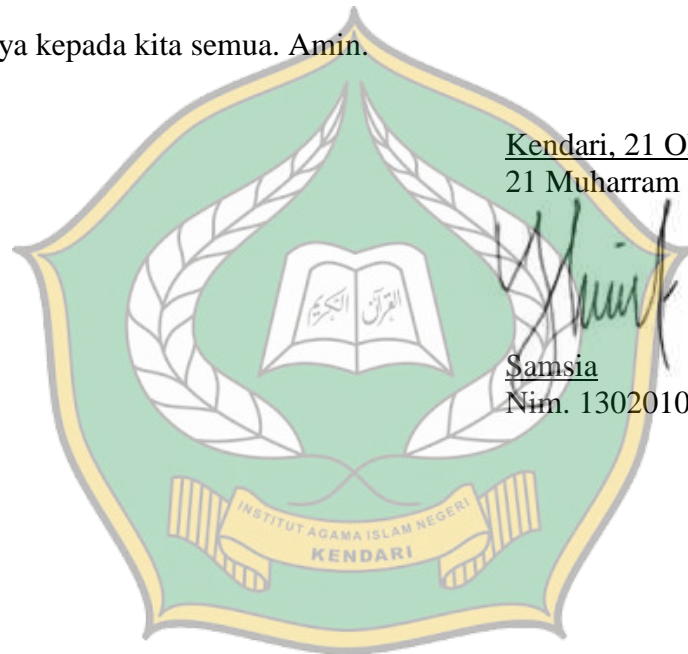 ya kepada kita semua. Amin.
Kendari, 21 O
21 Muharram
القرآن الكريم
Samsia
Nim. 1302010
INSTITUT AGAMA ISLAM NEGERI
KENDARI